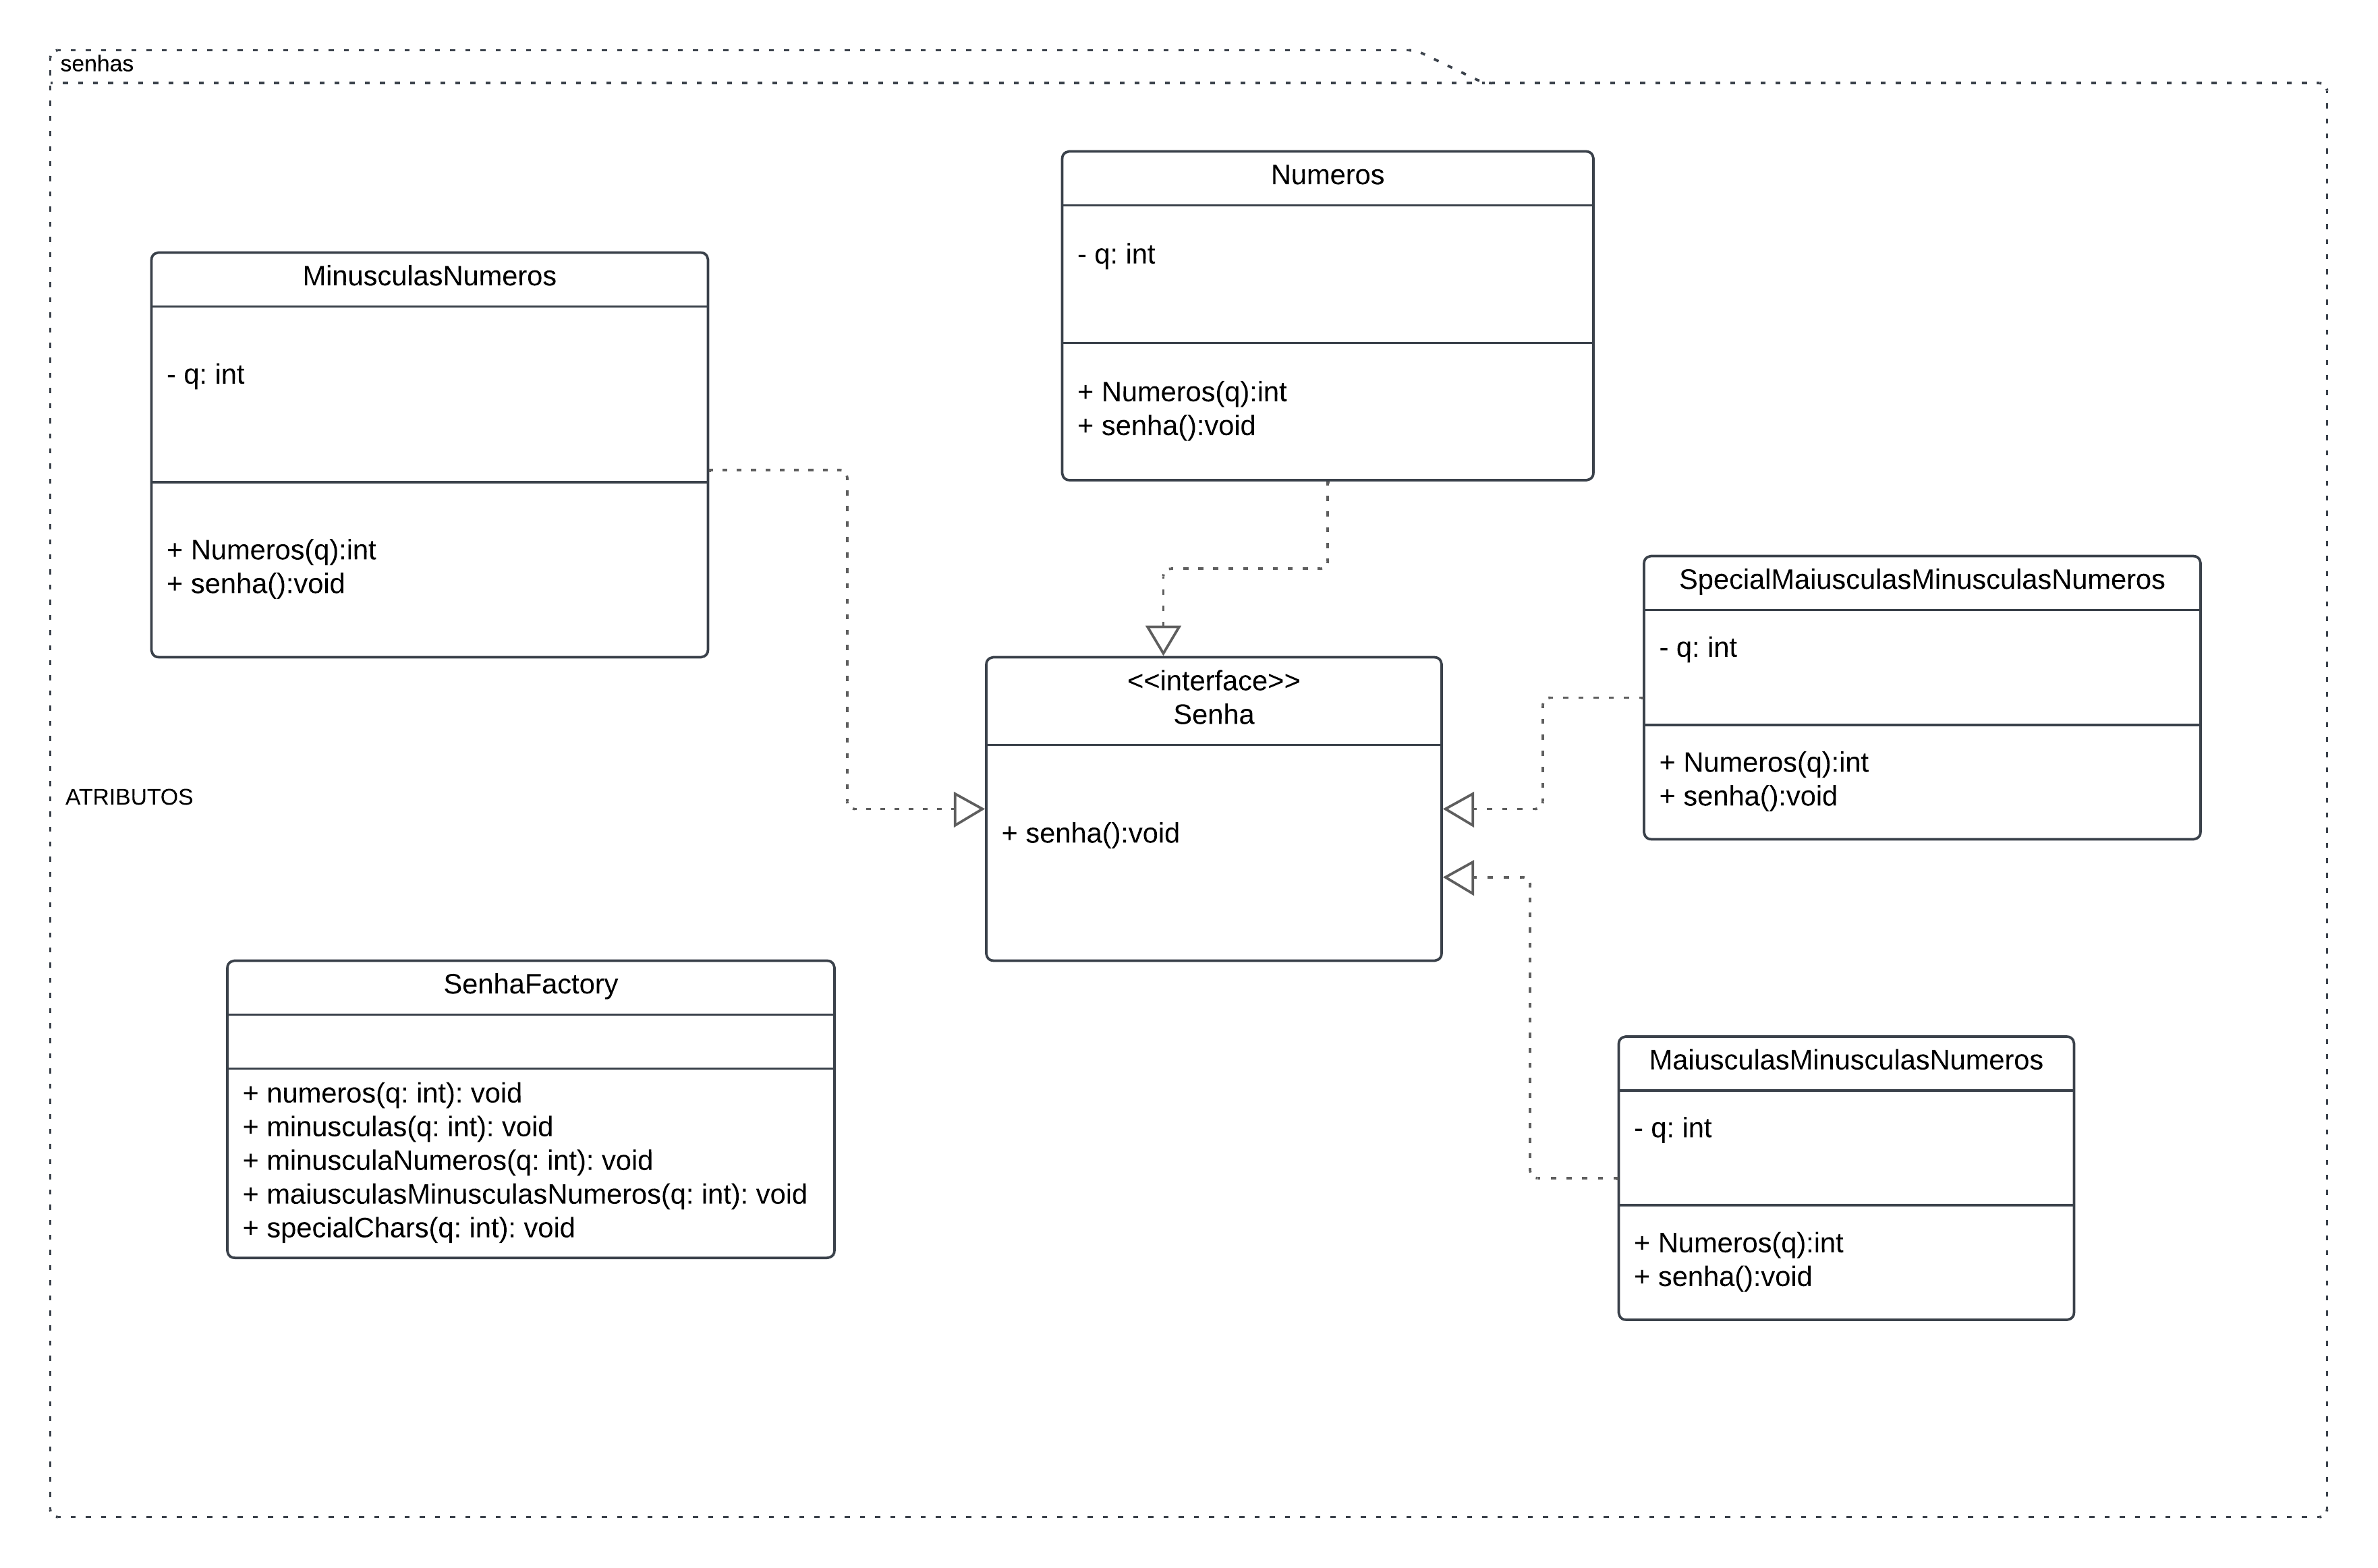 senhas
Numeros
- q: int
+ Numeros(q):int
+ senha():void
MinusculasNumeros
- q: int
+ Numeros(q):int
+ senha():void
SpecialMaiusculasMinusculasNumeros
- q: int
+ Numeros(q):int
+ senha():void
<<interface>>
Senha
+ senha():void
ATRIBUTOS
SenhaFactory
+ numeros(q: int): void
+ minusculas(q: int): void
+ minusculaNumeros(q: int): void
+ maiusculasMinusculasNumeros(q: int): void
+ specialChars(q: int): void
MaiusculasMinusculasNumeros
- q: int
+ Numeros(q):int
+ senha():void